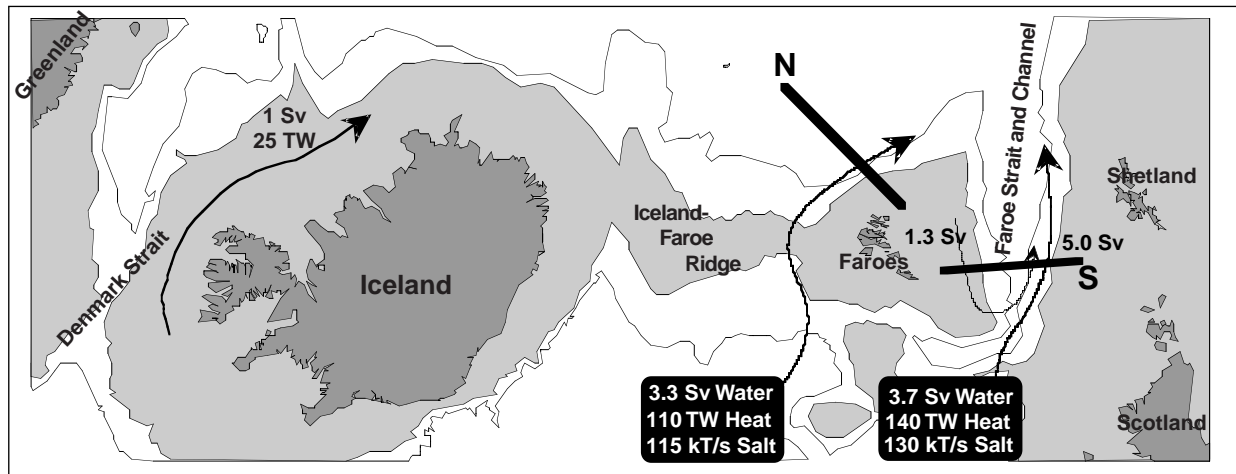 Greenland
1 Sv
25 TW
Denmark Strait
Iceland
Iceland-
Faroe
Ridge
N
Faroes
1.3 Sv
Faroe Strait and Channel
5.0 Sv
S
Shetland
Scotland
3.3 Sv Water
110 TW Heat
115 kT/s Salt
3.7 Sv Water
140 TW Heat
130 kT/s Salt